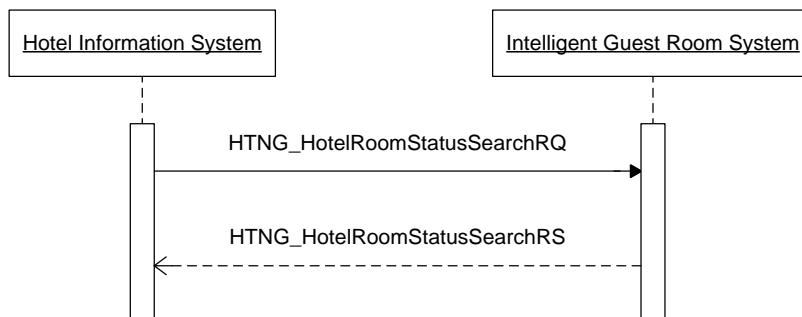 Hotel Information System
Intelligent Guest Room System
HTNG_HotelRoomStatusSearchRQ
HTNG_HotelRoomStatusSearchRS